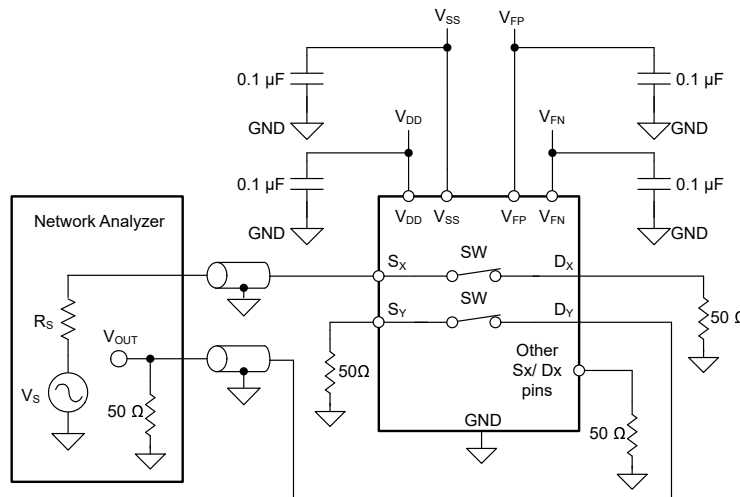 VSS
VFP
0.1 µF
0.1 µF
GND
GND
VDD
VFN
0.1 µF
0.1 µF
GND
GND
VDD
VSS
VFP
VFN
Network Analyzer
SX
SW
DX
RS
SY
SW
DY
50 Ω
VOUT
50Ω
Other
Sx/ Dx
pins
VS
50 Ω
GND
50 Ω